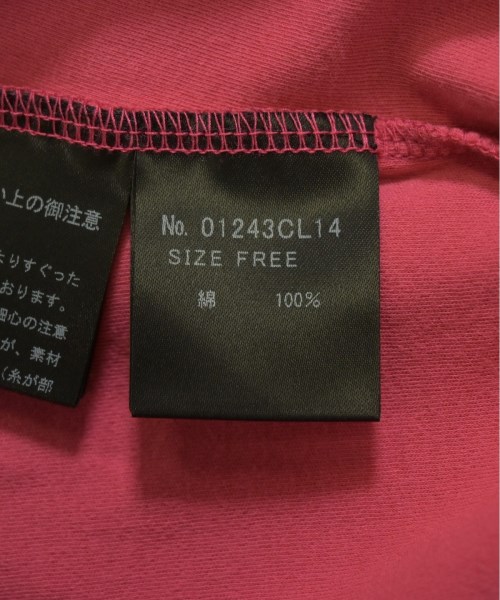 い上の御注意
よりすぐった
おります。
細心の注意
が、素材
(糸が部
No. 01243CL14
SIZE FREE
綿 100%